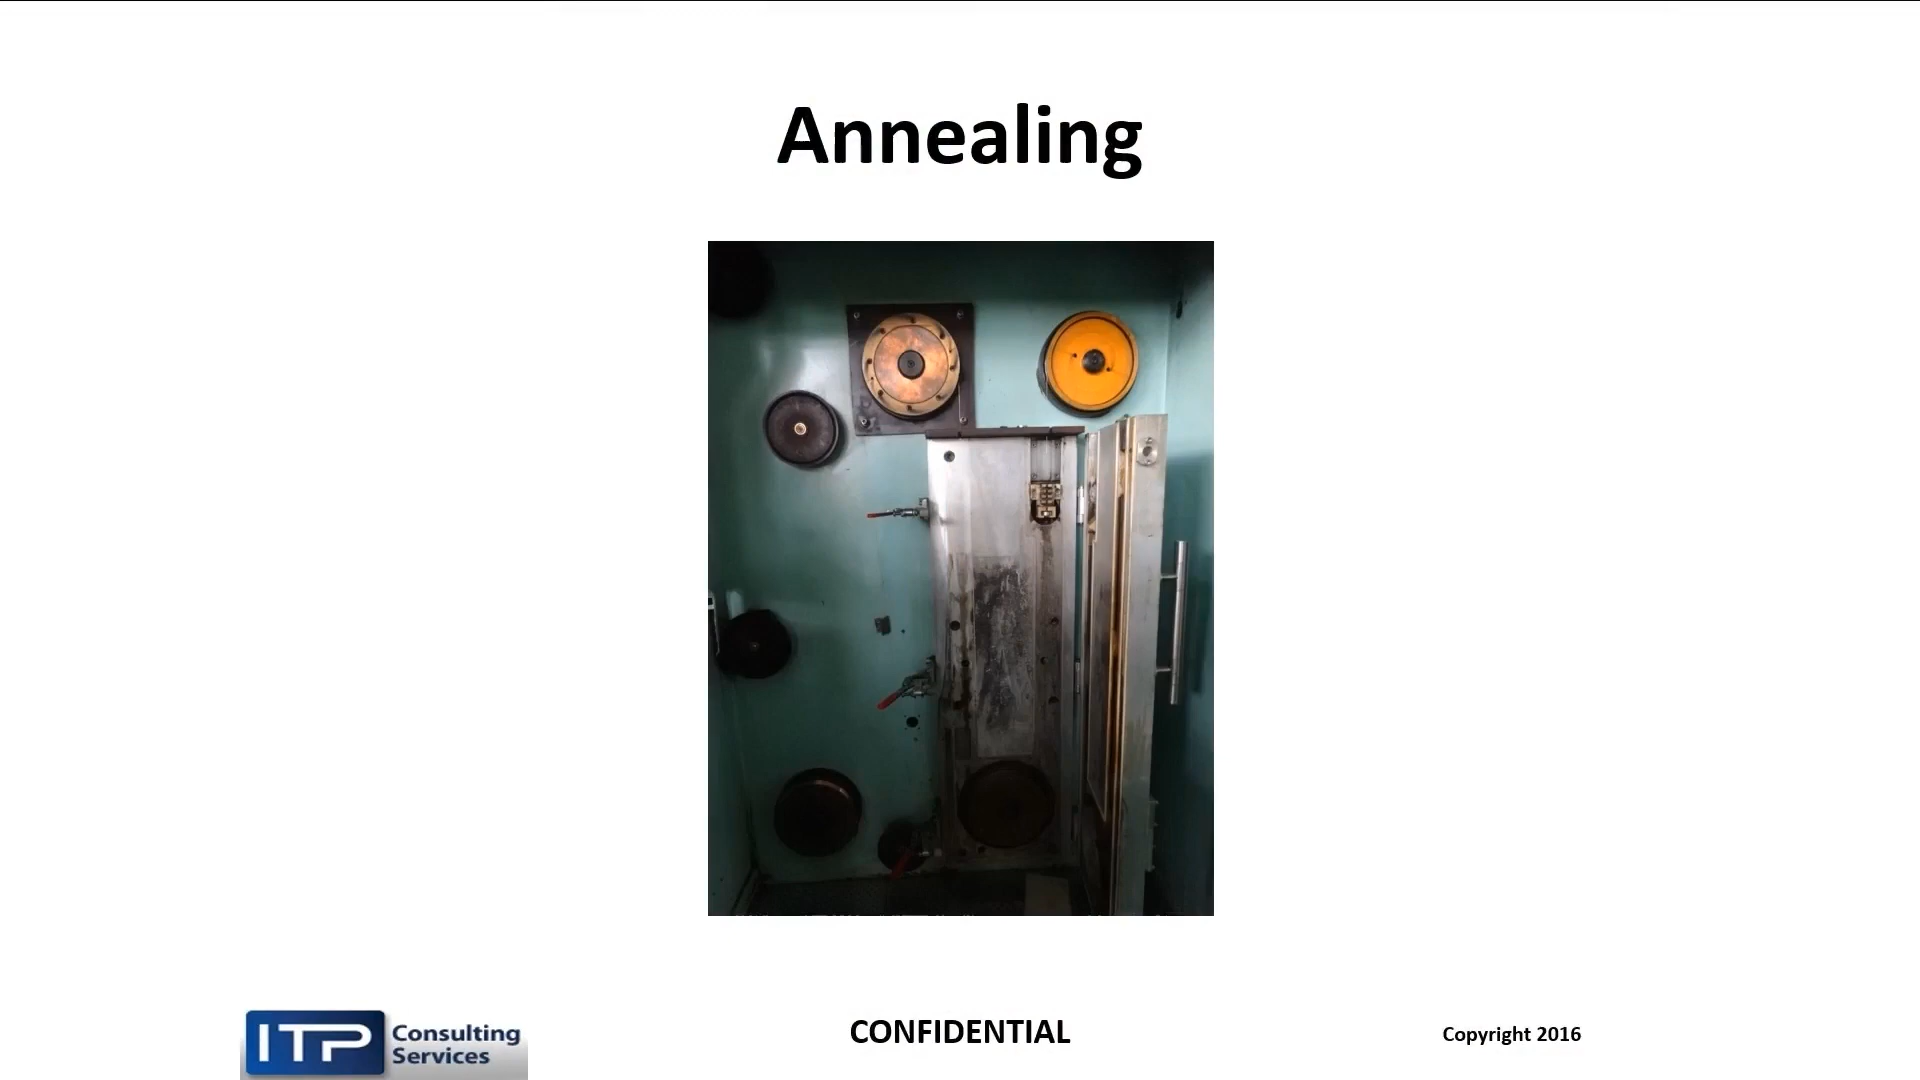 Annealing
ITP Consulting
Services
CONFIDENTIAL
Copyright 2016